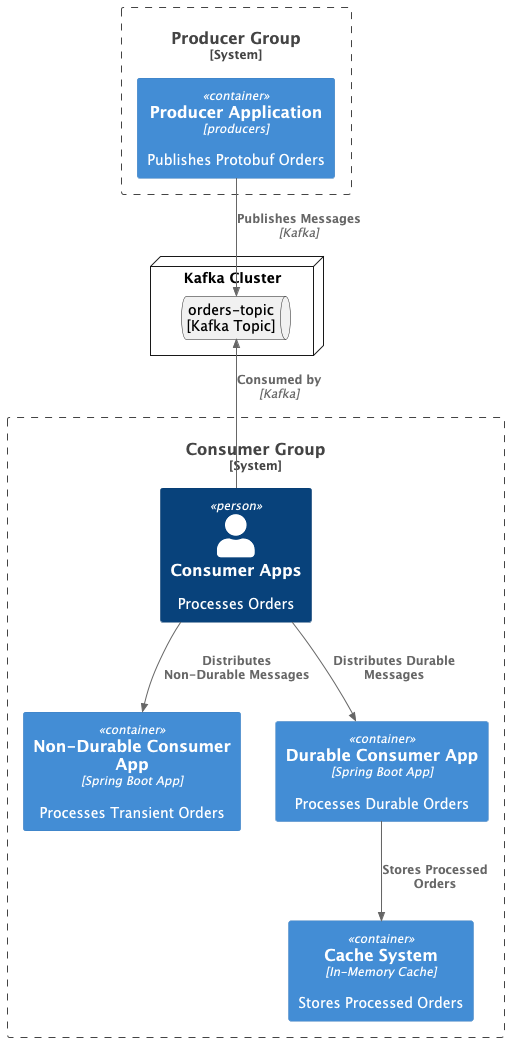 Producer Group
[System]
«container»
Producer Application
[producers]
Publishes Protobuf Orders
Publishes Messages
[Kafka]
Kafka Cluster
orders-topic
[Kafka Topic]
Consumed by
[Kafka]
Consumer Group
[System]
«person»
Consumer Apps
Processes Orders
Distributes
Non-Durable Messages
Distributes Durable
Messages
«container»
Non-Durable Consumer
App
[Spring Boot App]
Processes Transient Orders
«container»
Durable Consumer App
[Spring Boot App]
Processes Durable Orders
Stores Processed
Orders
«container»
Cache System
[In-Memory Cache]
Stores Processed Orders